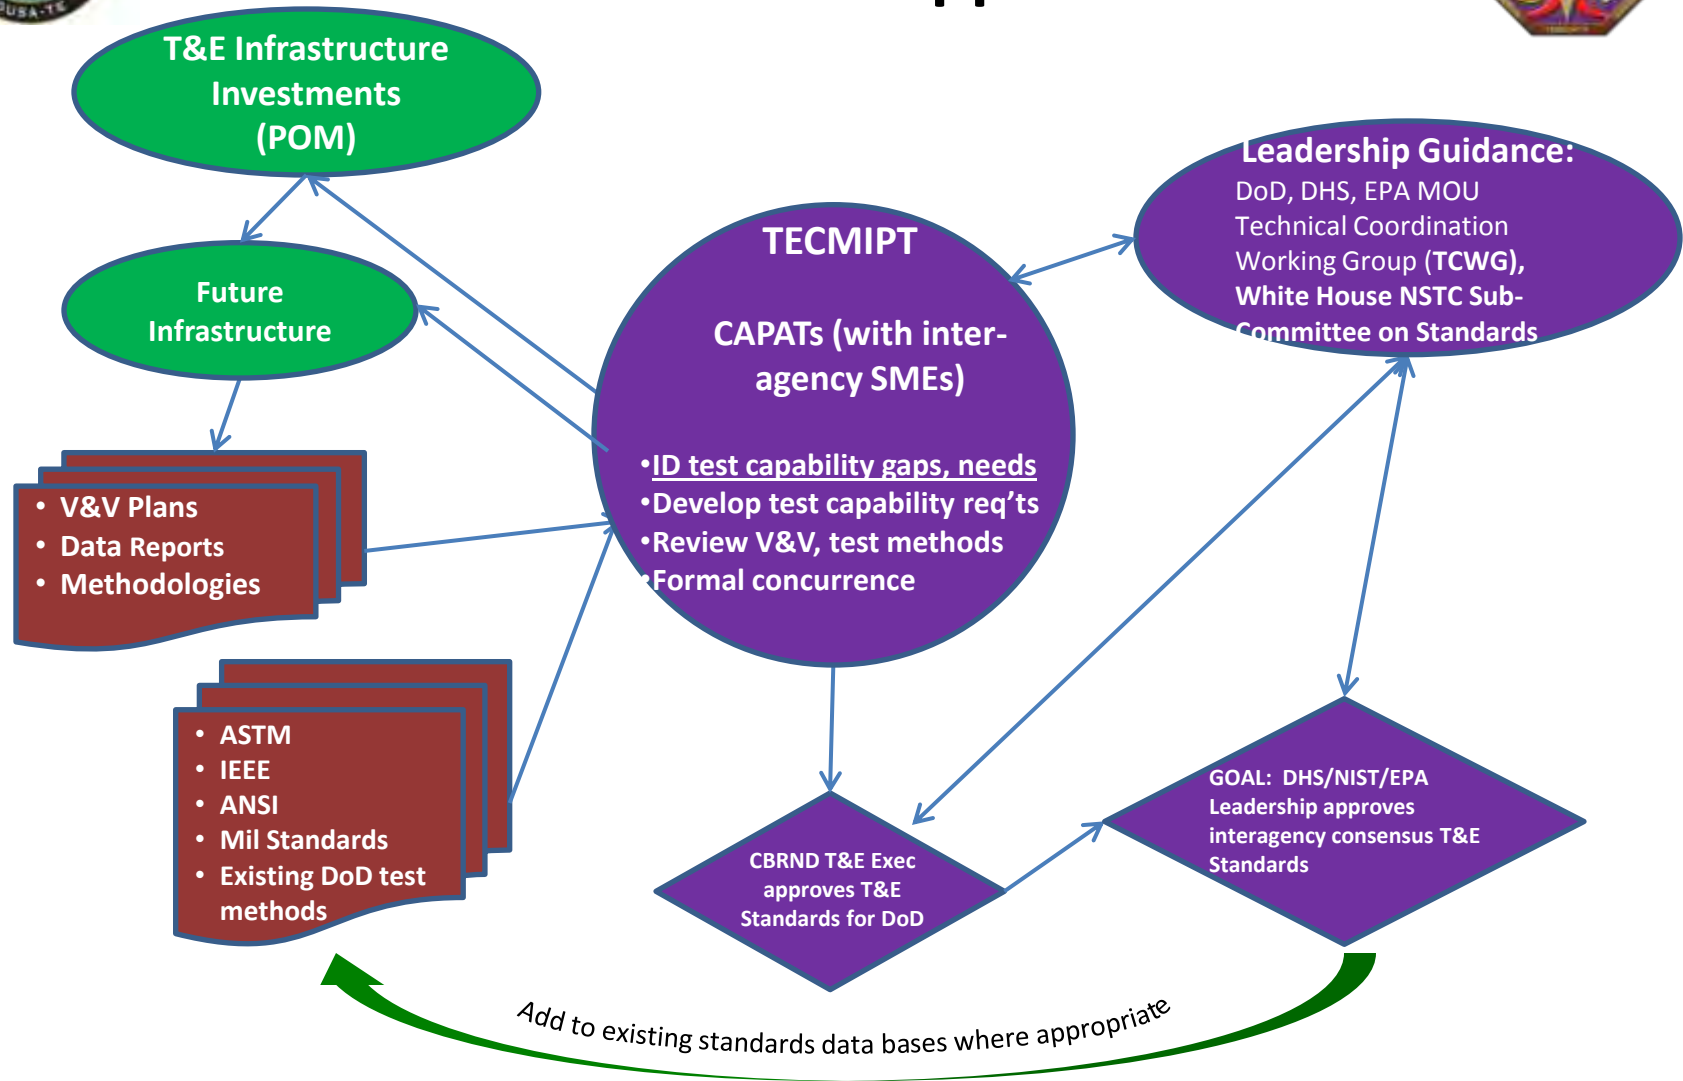 DUSA-TE
T&E Infrastructure
Investments
(POM)
Future
Infrastructure
TECMIPT
CAPATs (with inter-
agency SMEs)
•ID test capability gaps, needs
•Develop test capability req’ts
•Review V&V, test methods
•Formal concurrence
Leadership Guidance:
DoD, DHS, EPA MOU
Technical Coordination
Working Group (TCWG),
White House NSTC Sub-
Committee on Standards
• V&V Plans
• Data Reports
• Methodologies
• ASTM
• IEEE
• ANSI
• Mil Standards
• Existing DoD test
methods
CBRND T&E Exec
approves T&E
Standards for DoD
GOAL:  DHS/NIST/EPA
Leadership approves
interagency consensus T&E
Standards
Add to existing standards data bases where appropriate